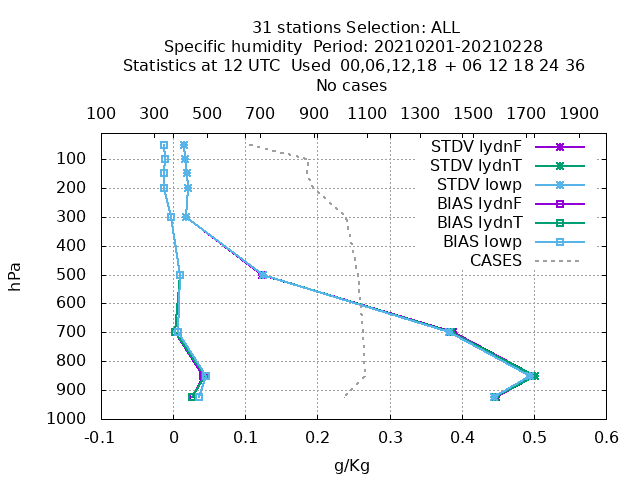 31 stations Selection: ALL
Specific humidity  Period: 20210201-20210228
Statistics at 12 UTC  Used 00,06,12,18 + 06 12 18 24 36
No cases
100 300 500 700 900 1100 1300 1500 1700 1900
STDV lydnF
STDV lydnT
STDV lowp
BIAS lydnF
BIAS lydnT
BIAS lowp
CASES
hPa
100
200
300
400
500
600
700
800
900
1000
-0.1 0 0.1 0.2 0.3 0.4 0.5 0.6
g/Kg